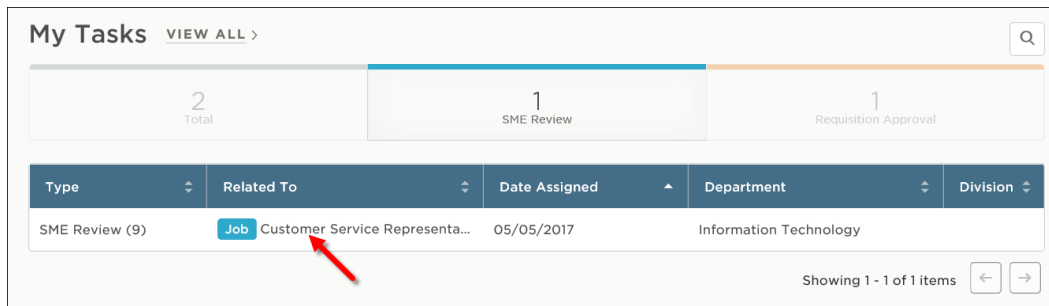 My Tasks VIEW ALL >
2 1 1
Total SME Review Requisition Approval
Type Related To Date Assigned Department Division
SME Review (9) Job Customer Service Representa... 05/05/2017 Information Technology
Showing 1 - 1 of 1 items